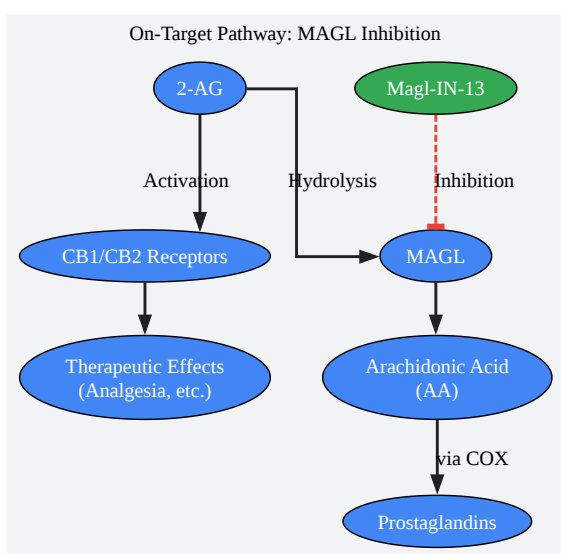 On-Target Pathway: MAGL Inhibition
2-AG
Magl-IN-13
Activation
Hydrolysis
Inhibition
CB1/CB2 Receptors
MAGL
Therapeutic Effects
(Analgesia, etc.)
Arachidonic Acid
(AA)
via COX
Prostaglandins